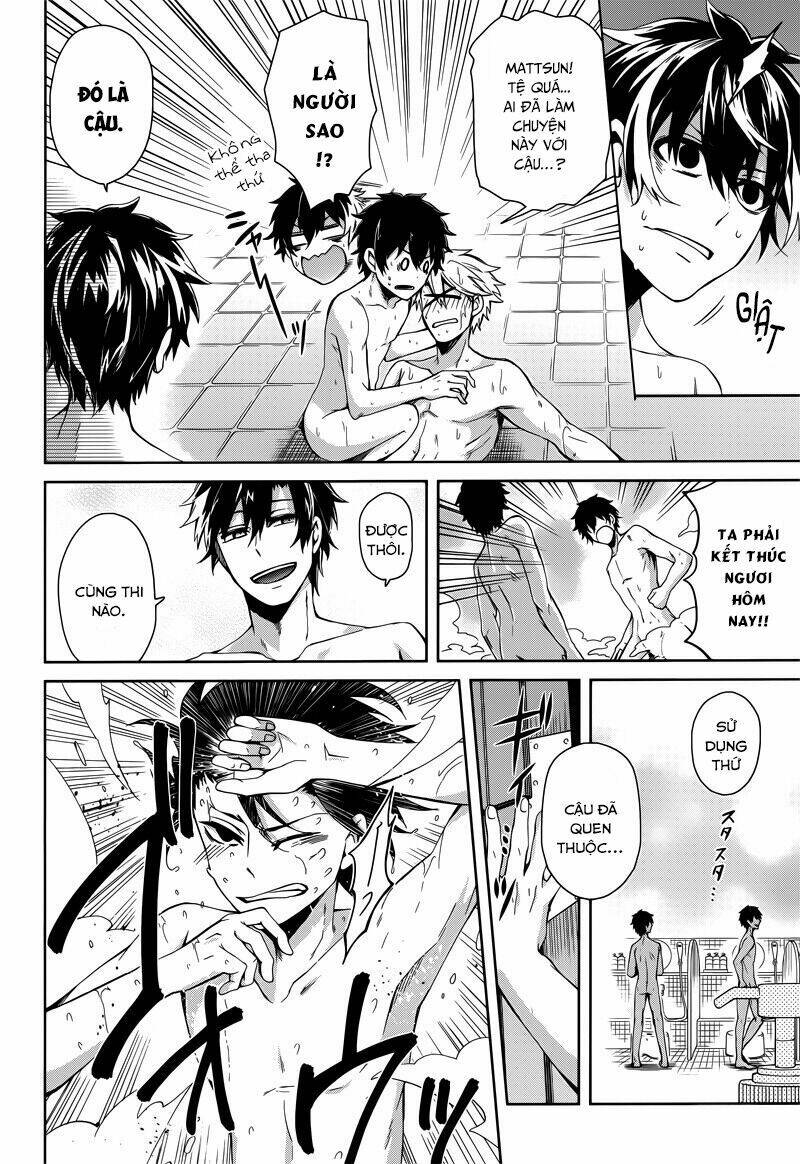 MATTSUN!
TỆ QUÁ...
AI ĐÃ LÀM
CHUYỆN
NÀY VỚI
CẬU...?
GIẬT
LÀ
NGƯỜI
SAO
!?
Không
thể tha
thứ
ĐÓ LÀ
CẬU.
TA PHẢI
KẾT THÚC
NGƯƠI
HÔM
NAY!!
ĐƯỢC
THÔI.
CÙNG THI
NÀO.
SỬ
DỤNG THỨ
スタスタ...
CẬU ĐÃ
QUEN
THUỘC...